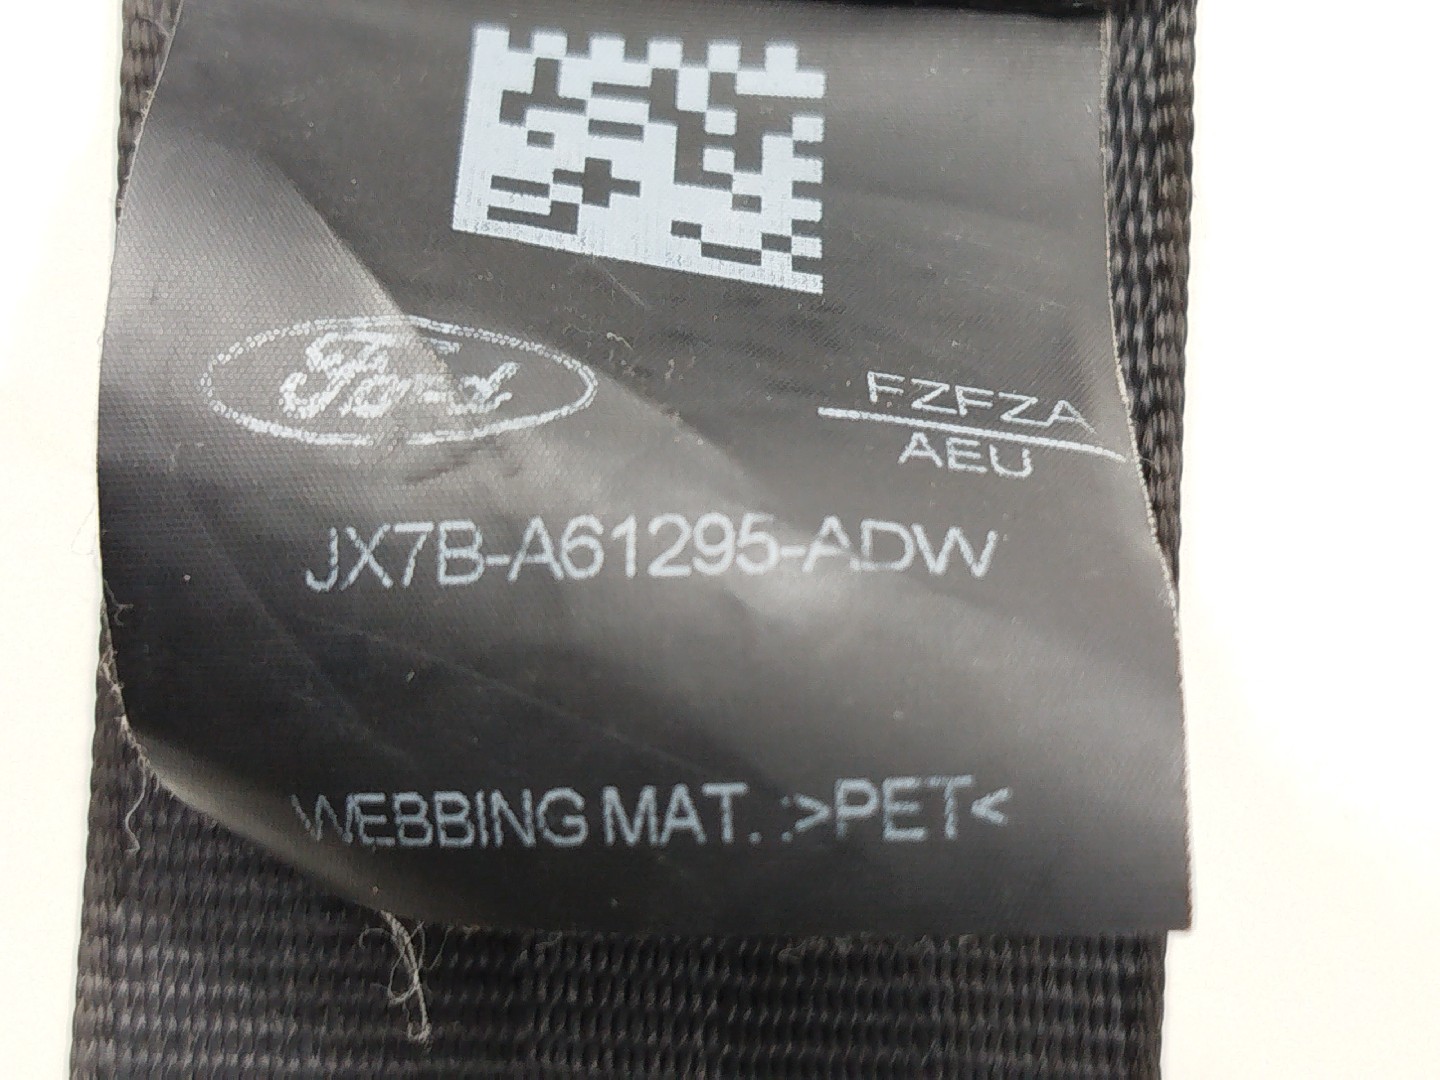 Ford
FZFZA
AEU
JX7B-A61295-ADW
WEBBING MAT. :>PET<